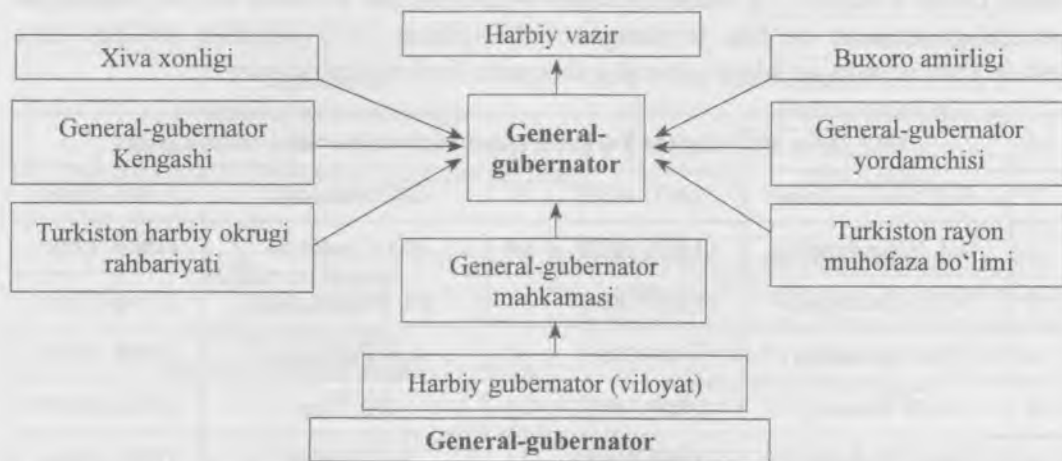 Harbiy vazir
Xiva xonligi
Buxoro amirligi
General-gubernator
Kengashi
General-
gubernator
General-gubernator
yordamchisi
Turkiston harbiy okrugi
rahbariyati
General-gubernator
mahkamasi
Turkiston rayon
muhofaza bo‘limi
Harbiy gubernator (viloyat)
General-gubernator